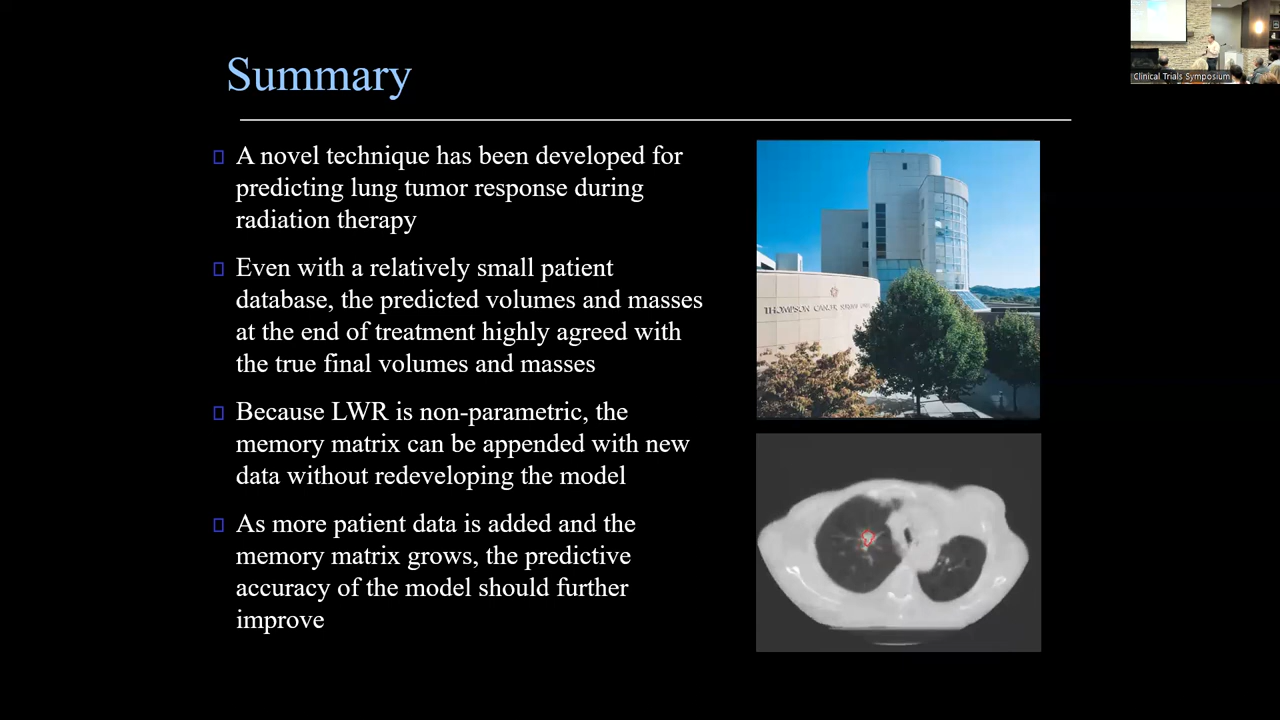 Summary
A novel technique has been developed for
predicting lung tumor response during
radiation therapy
Even with a relatively small patient
database, the predicted volumes and masses
at the end of treatment highly agreed with
the true final volumes and masses
Because LWR is non-parametric, the
memory matrix can be appended with new
data without redeveloping the model
As more patient data is added and the
memory matrix grows, the predictive
accuracy of the model should further
improve
THOMPSON CANCER SURVIVAL
Clinical Trials Symposium